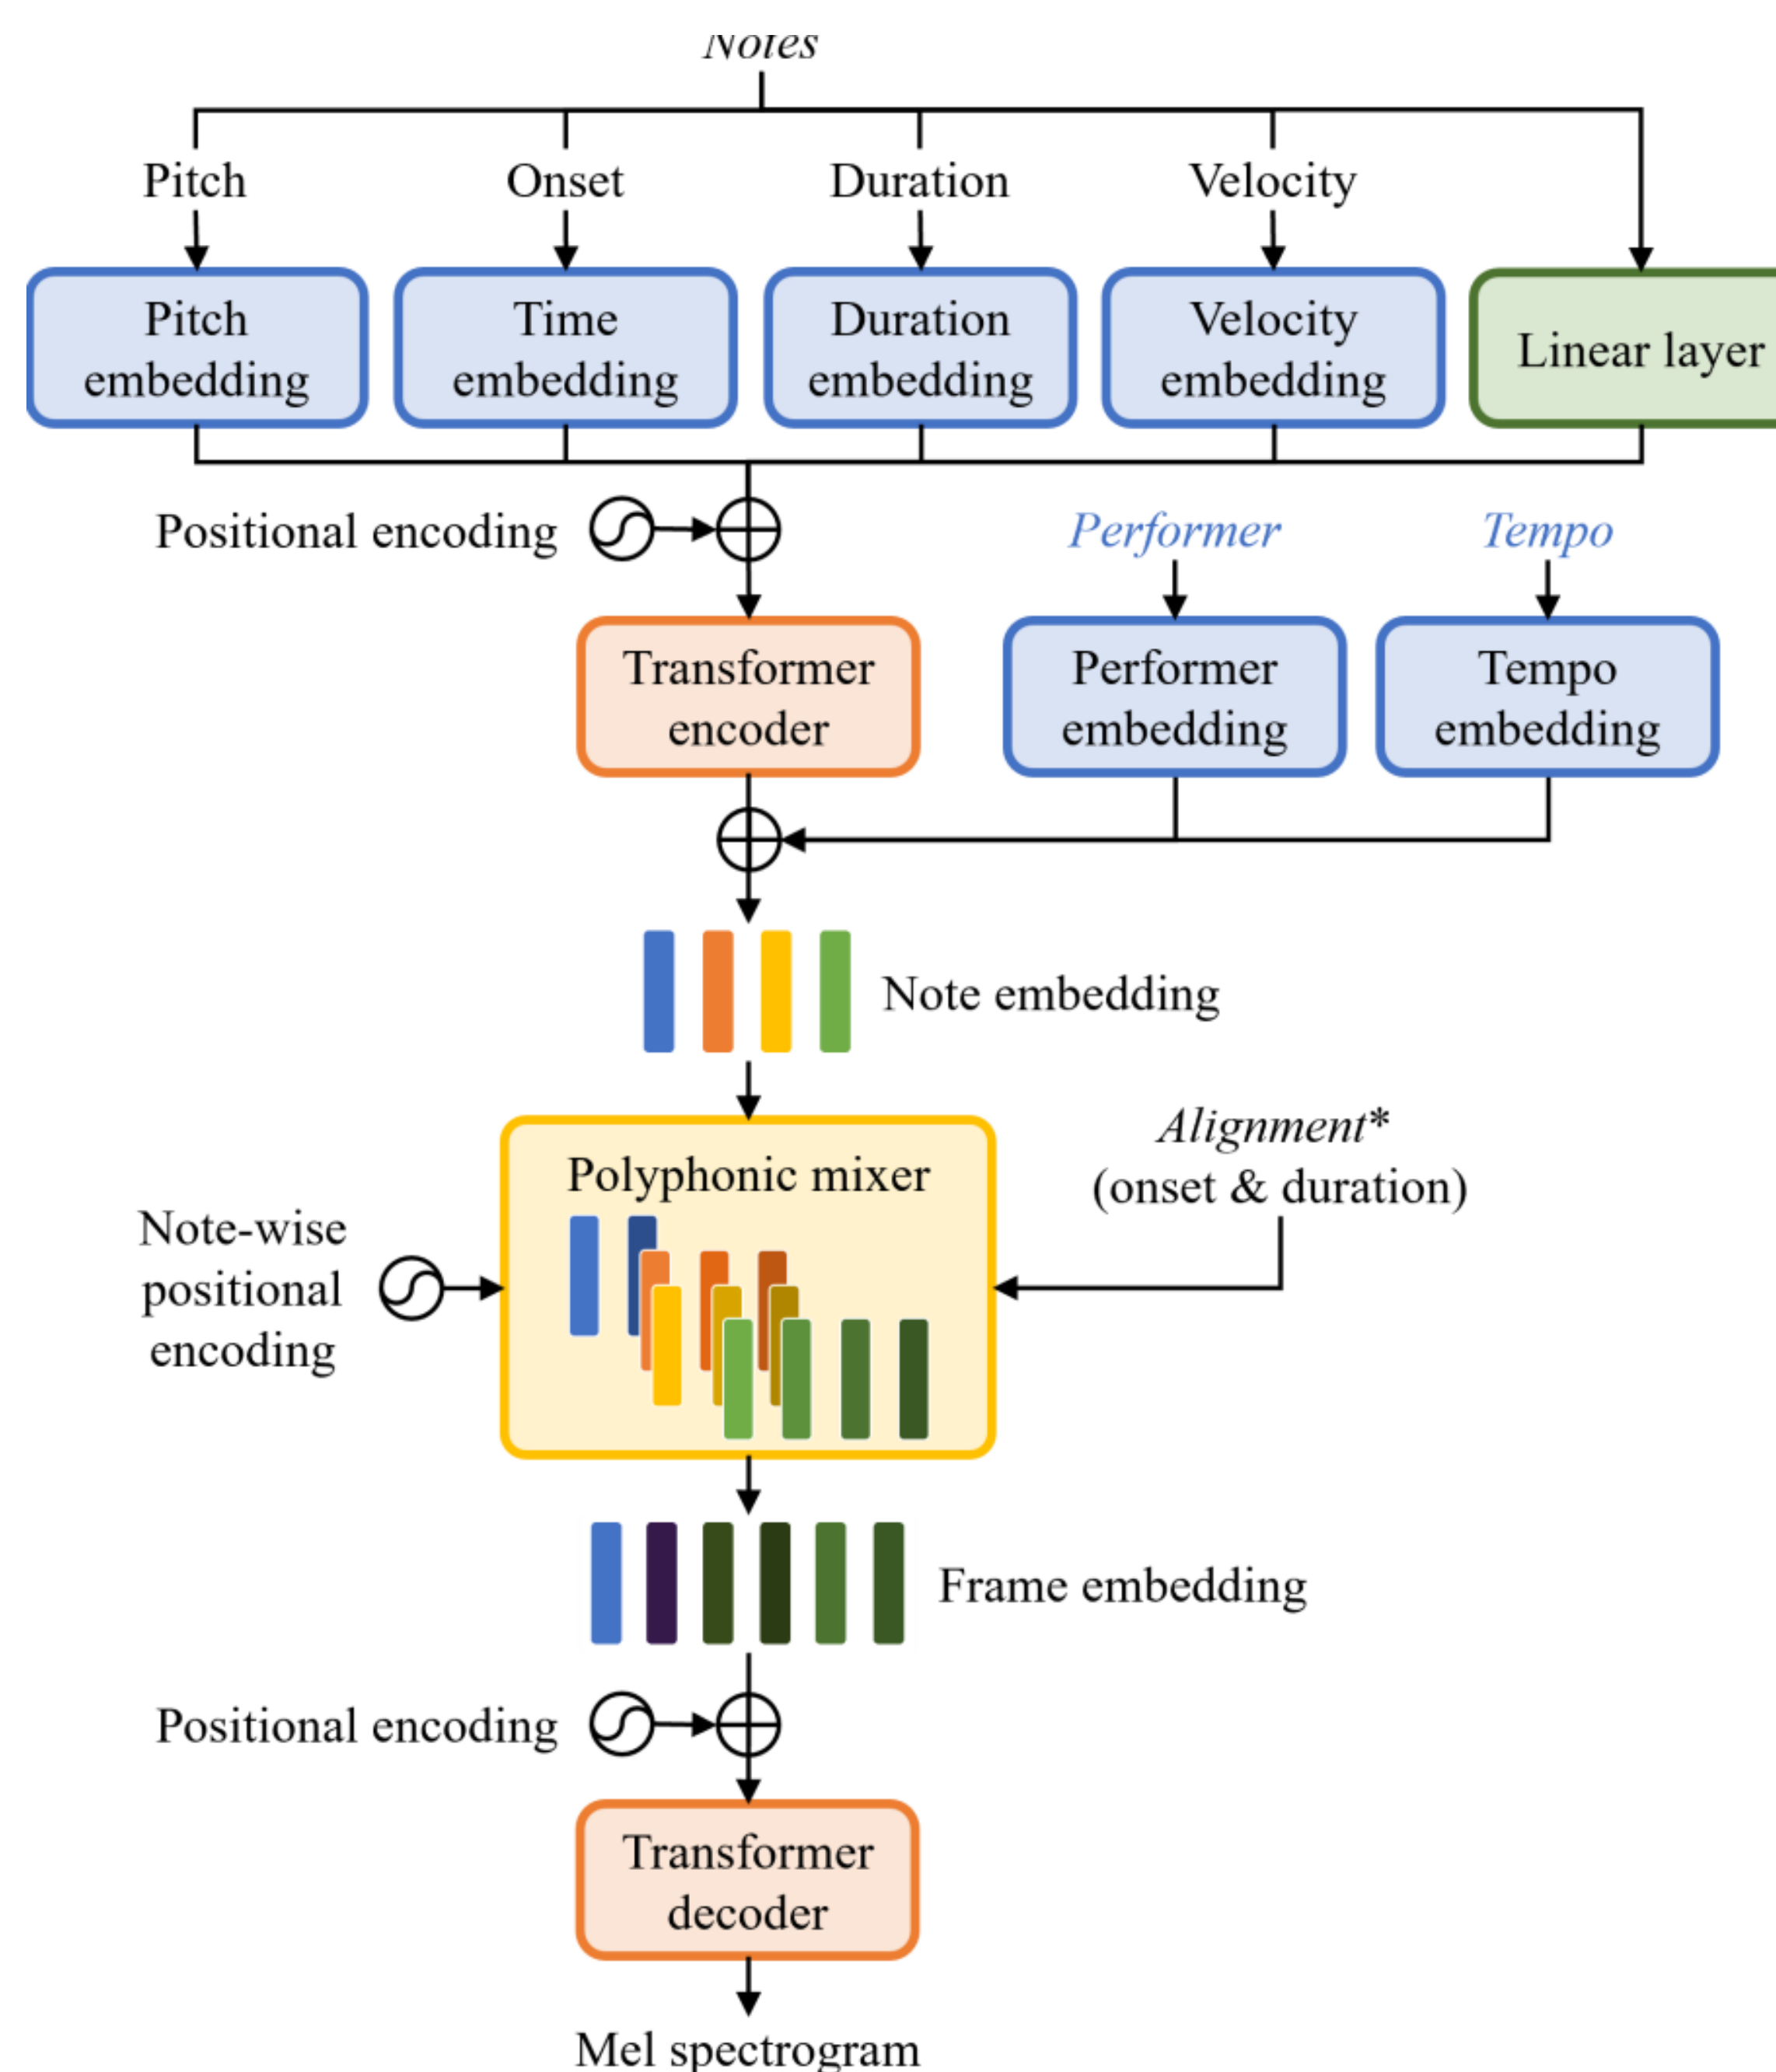 Notes
Pitch
Onset
Duration
Velocity
Pitch
embedding
Time
embedding
Duration
embedding
Velocity
embedding
Linear layer
Positional encoding
Performer
Tempo
Transformer
encoder
Performer
embedding
Tempo
embedding
Note embedding
Alignment*
(onset & duration)
Polyphonic mixer
Note-wise
positional
encoding
Frame embedding
Positional encoding
Transformer
decoder
Mel spectrogram